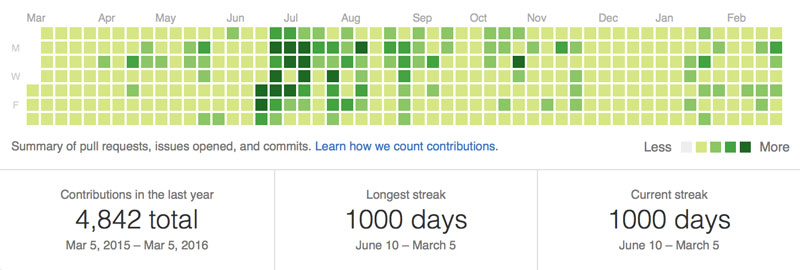 Mar Apr May Jun Jul Aug Sep Oct Nov Dec Jan Feb
M
W
F
Summary of pull requests, issues opened, and commits. Learn how we count contributions. Less More
Contributions in the last year Longest streak Current streak
4,842 total 1000 days 1000 days
Mar 5, 2015 – Mar 5, 2016 June 10 – March 5 June 10 – March 5